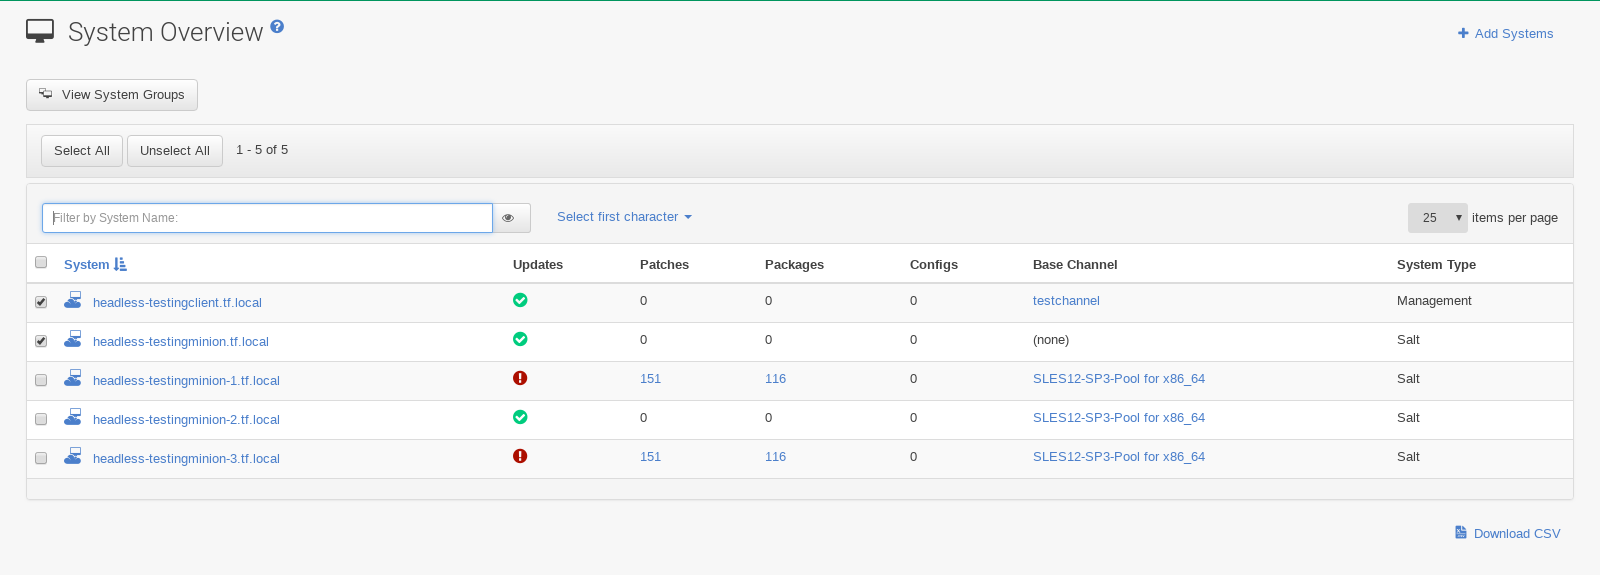 System Overview ?
Add Systems
View System Groups
Select All Unselect All 1 - 5 of 5
Filter by System Name: Select first character 25 items per page
System Updates Patches Packages Configs Base Channel System Type
headless-testingclient.tf.local 0 0 0 testchannel Management
headless-testingminion.tf.local 0 0 0 (none) Salt
headless-testingminion-1.tf.local 151 116 0 SLES12-SP3-Pool for x86_64 Salt
headless-testingminion-2.tf.local 0 0 0 SLES12-SP3-Pool for x86_64 Salt
headless-testingminion-3.tf.local 151 116 0 SLES12-SP3-Pool for x86_64 Salt
Download CSV